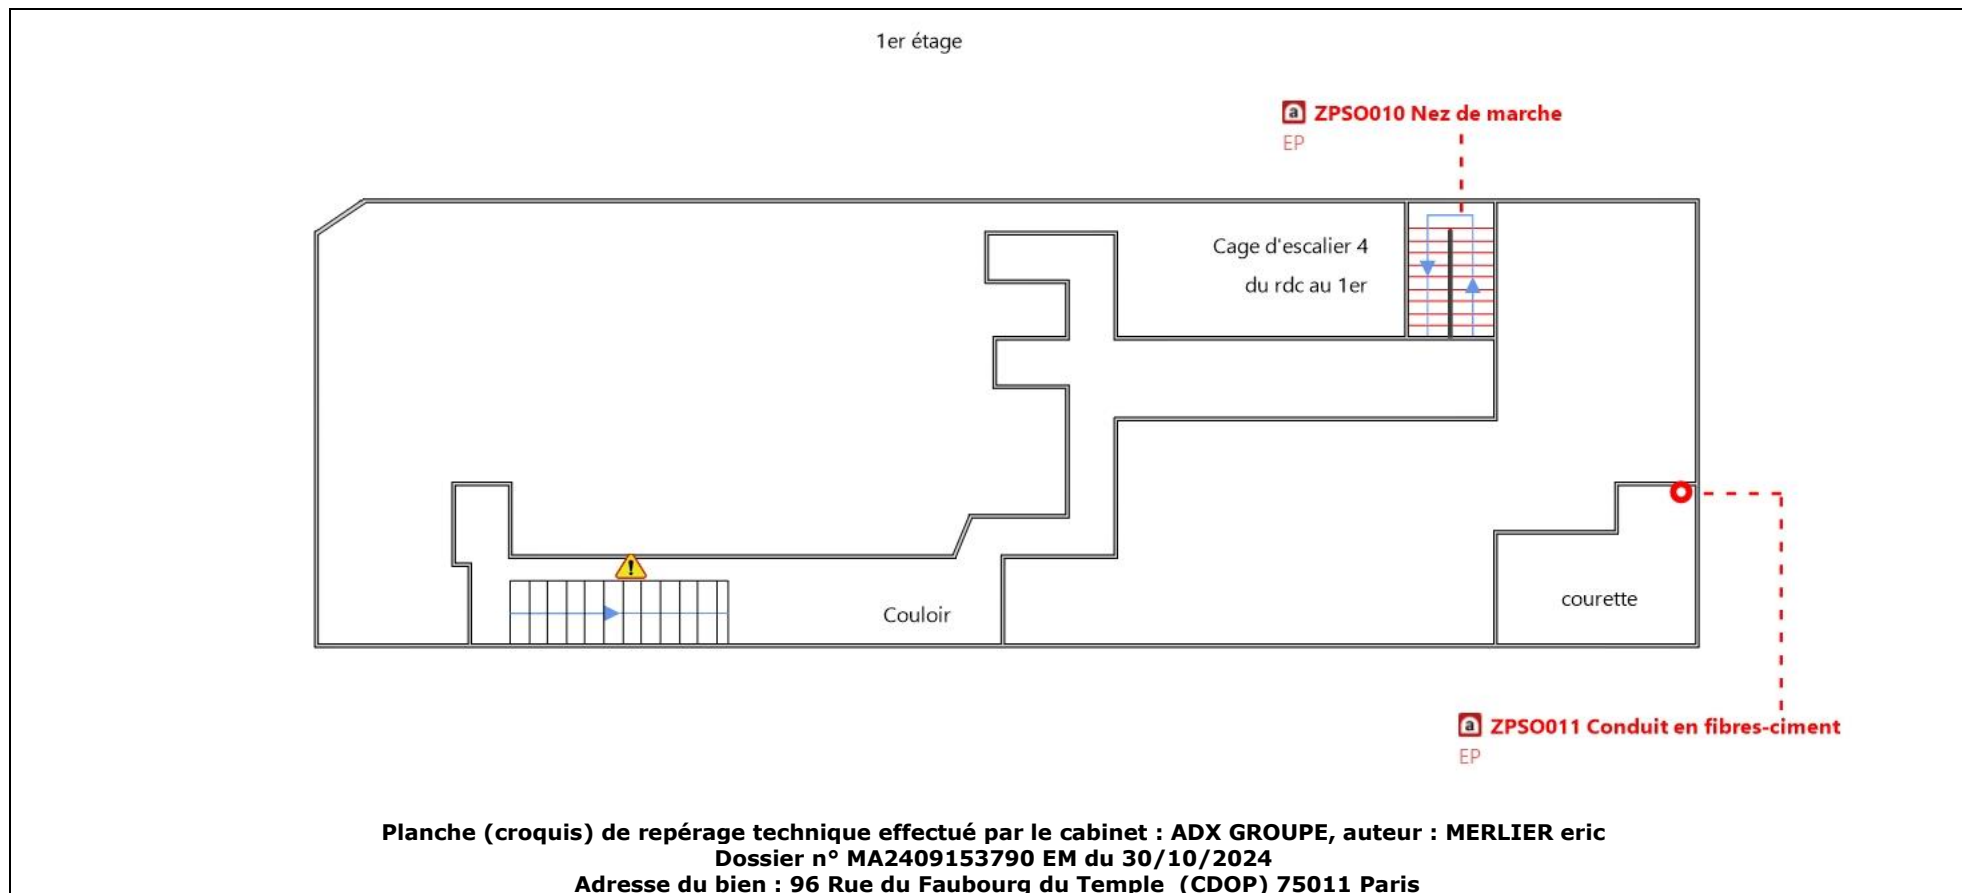 1er étage
a ZPSO010 Nez de marche
EP
Cage d'escalier 4
du rdc au 1er
Couloir
courette
a ZPSO011 Conduit en fibres-ciment
EP
Planche (croquis) de repérage technique effectué par le cabinet : ADX GROUPE, auteur : MERLIER eric
Dossier n° MA2409153790 EM du 30/10/2024
Adresse du bien : 96 Rue du Faubourg du Temple (CDOP) 75011 Paris